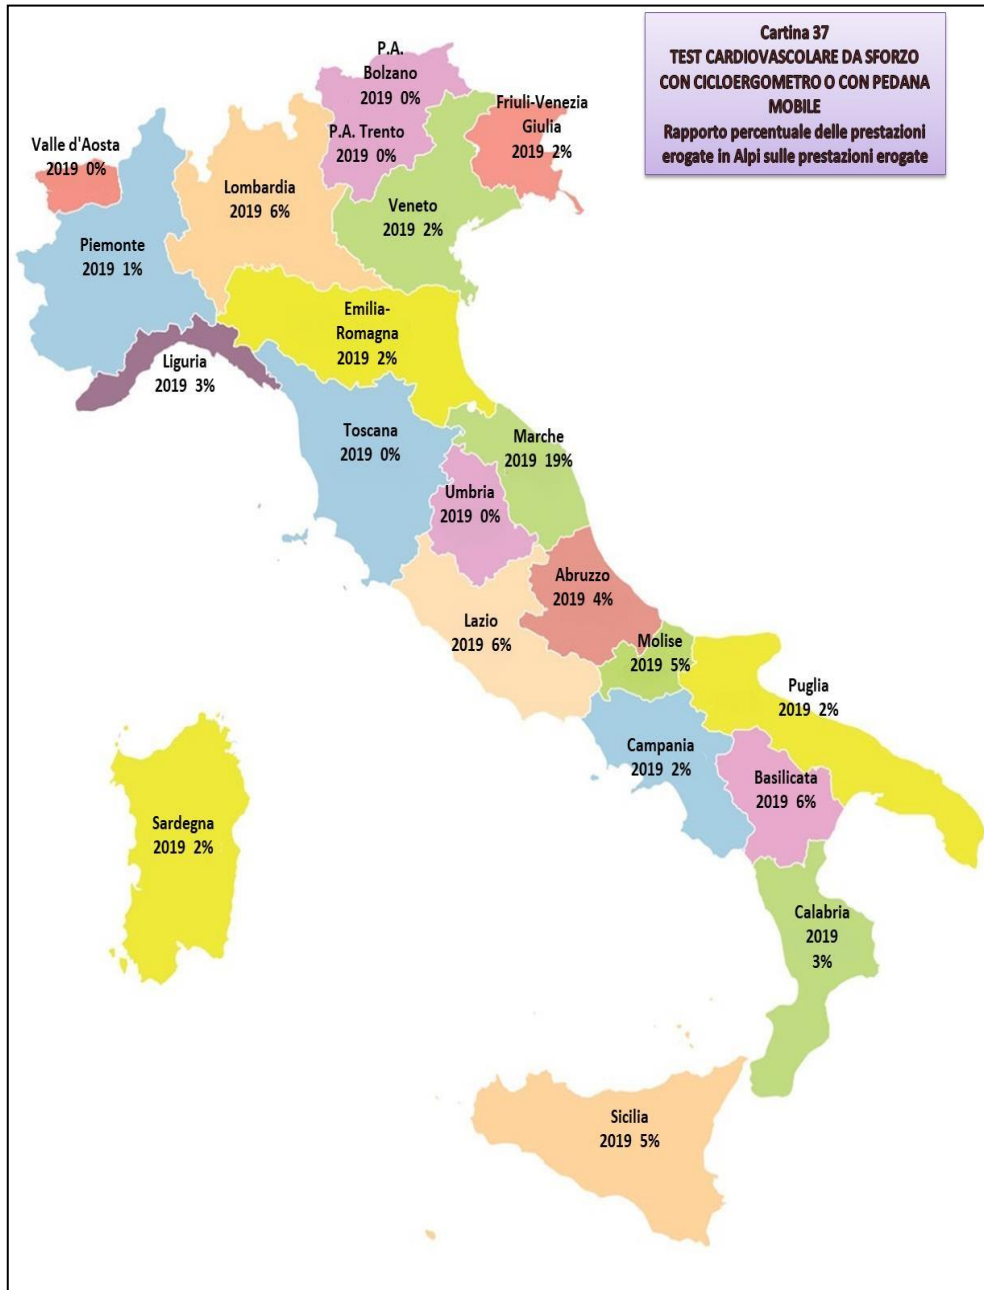 Cartina 37
TEST CARDIOVASCOLARE DA SFORZO
CON CICLOERGOMETRO O CON PEDANA
MOBILE
Rapporto percentuale delle prestazioni
erogate in Alpi sulle prestazioni erogate
P.A.
Bolzano
2019 0%
P.A. Trento
2019 0%
Friuli-Venezia
Giulia
2019 2%
Valle d'Aosta
2019 0%
Lombardia
2019 6%
Veneto
2019 2%
Piemonte
2019 1%
Emilia-
Romagna
2019 2%
Liguria
2019 3%
Toscana
2019 0%
Marche
2019 19%
Umbria
2019 0%
Abruzzo
2019 4%
Lazio
2019 6%
Molise
2019 5%
Puglia
2019 2%
Campania
2019 2%
Basilicata
2019 6%
Sardegna
2019 2%
Calabria
2019
3%
Sicilia
2019 5%